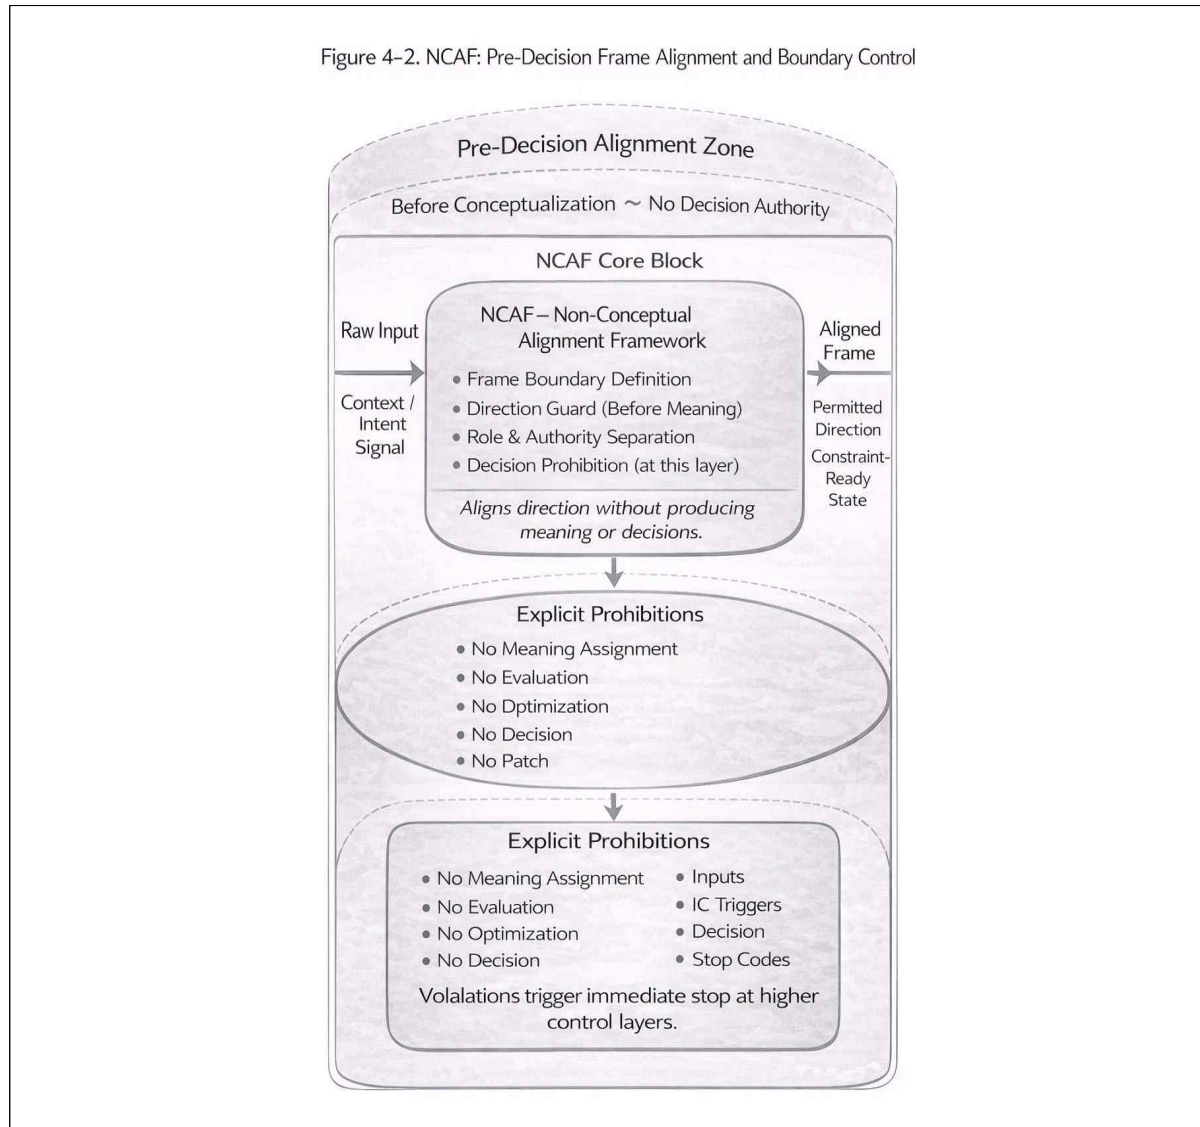 Figure 4–2. NCAF: Pre-Decision Frame Alignment and Boundary Control
Pre-Decision Alignment Zone
Before Conceptualization ~ No Decision Authority
NCAF Core Block
Raw Input
Context /
Intent
Signal
NCAF – Non-Conceptual
Alignment Framework
• Frame Boundary Definition
• Direction Guard (Before Meaning)
• Role & Authority Separation
• Decision Prohibition (at this layer)
Aligns direction without producing
meaning or decisions.
Aligned
Frame
Permitted
Direction
Constraint-
Ready
State
Explicit Prohibitions
• No Meaning Assignment
• No Evaluation
• No Dptimization
• No Decision
• No Patch
Explicit Prohibitions
• No Meaning Assignment
• No Evaluation
• No Optimization
• No Decision
• Inputs
• IC Triggers
• Decision
• Stop Codes
Volalations trigger immediate stop at higher
control layers.